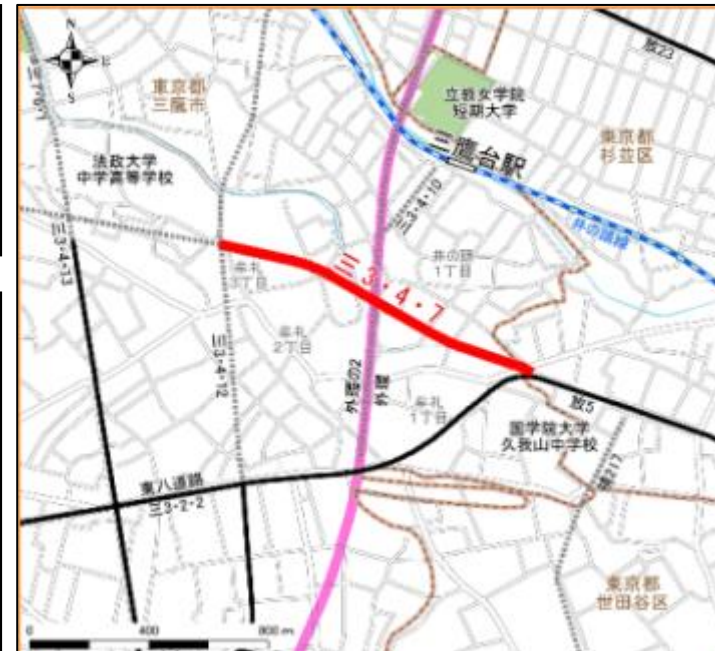 N
E
S
放23
東京都
三鷹市
立教女学院
短期大学
東京都
杉並区
法政大学
中学高等学校
三鷹台駅
三3・4・10
井の頭線
三3・4・13
牟礼
3丁目
三3・4・7
井の頭
1丁目
牟礼
2丁目
三3・4・12
外環の2
外環
牟礼
1丁目
放5
国学院大学
久我山中学校
東八道路
三3・2・2
東京都
世田谷区
0
400
800 m